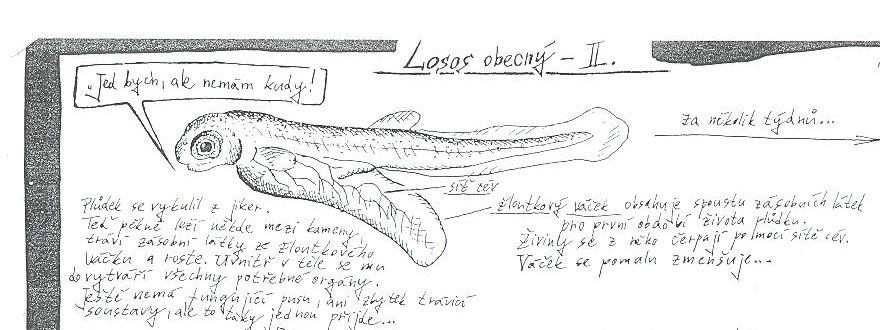 Losos obecný – II.
„Jed bych, ale nemám kudy!
za několik týdnů...
síť cév
Plůdek se vykulil z jiker.
Teď pěkně leží někde mezi kameny,
tráví zásobní látky ze žloutkového
váčku a roste. Uvnitř v těle se mu
dovytváří všechny potřebné orgány.
Ještě nemá fungující pusu, ani zbytek trávicí
soustavy, ale to taky jednou přijde...
žloutkový váček obsahuje spoustu zásobních látek
pro první období života plůdku.
Živiny se z něho čerpají pomocí sítě cév.
Váček se pomalu zmenšuje...